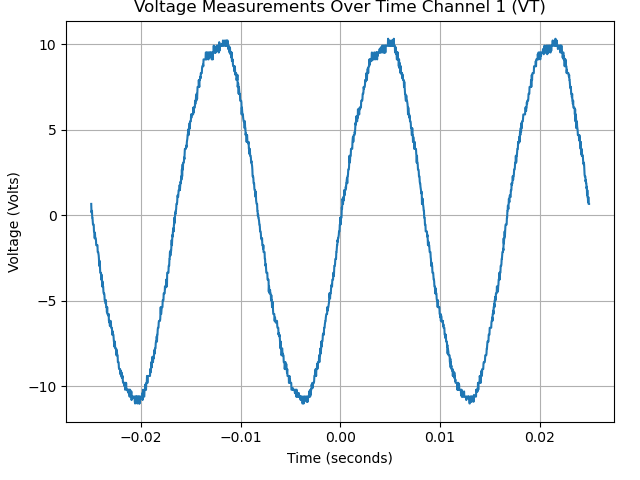 Voltage Measurements Over Time Channel 1 (VT)
10
5
0
−5
−10
Voltage (Volts)
−0.02 −0.01 0.00 0.01 0.02
Time (seconds)